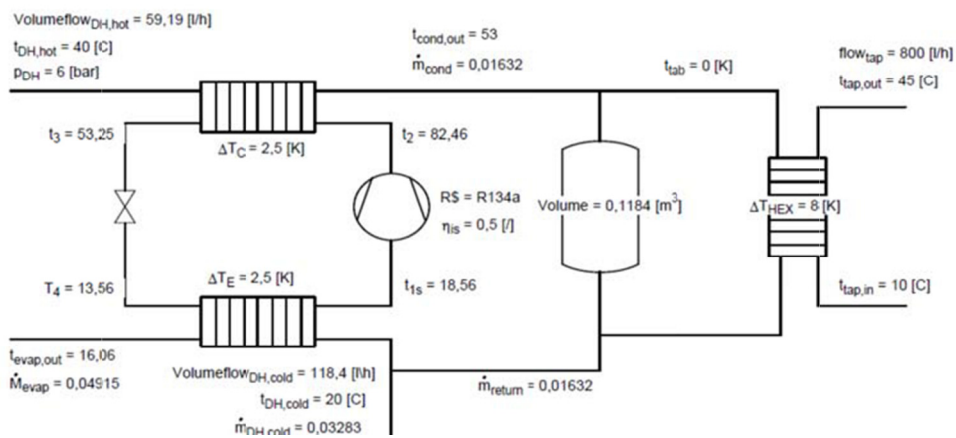 Volumeflow_DH,hot = 59,19 [l/h]
t_DH,hot = 40 [C]
p_DH = 6 [bar]
t_cond,out = 53
ṁ_cond = 0,01632
t_tab = 0 [K]
flow_tap = 800 [l/h]
t_tap,out = 45 [C]
t_3 = 53,25
ΔT_C = 2,5 [K]
t_2 = 82,46
R$ = R134a
η_is = 0,5 [/]
Volume = 0,1184 [m³]
ΔT_HEX = 8 [K]
T_4 = 13,56
ΔT_E = 2,5 [K]
t_1s = 18,56
t_tap,in = 10 [C]
t_evap,out = 16,06
Ṁ_evap = 0,04915
Volumeflow_DH,cold = 118,4 [l\h]
t_DH,cold = 20 [C]
ṁ_DH,cold = 0,03283
ṁ_return = 0,01632